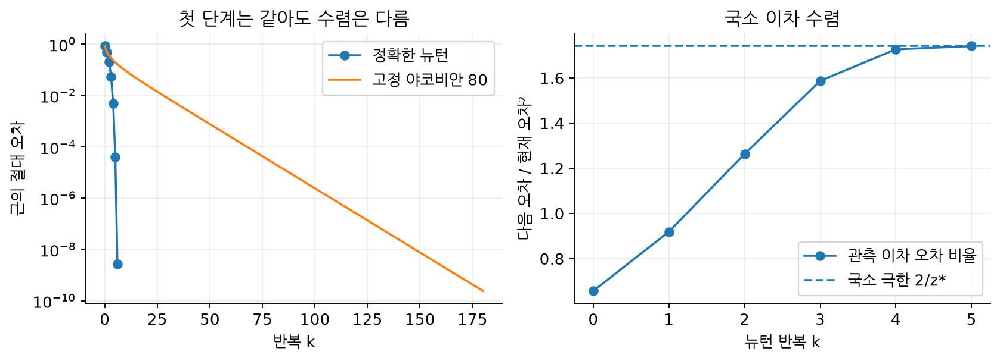 첫 단계는 같아도 수렴은 다름
근의 절대 오차
10⁰
10⁻²
10⁻⁴
10⁻⁶
10⁻⁸
10⁻¹⁰
정확한 뉴턴
고정 야코비안 80
0 25 50 75 100 125 150 175
반복 k
국소 이차 수렴
다음 오차 / 현재 오차²
1.6
1.4
1.2
1.0
0.8
관측 이차 오차 비율
국소 극한 2/z*
0 1 2 3 4 5
뉴턴 반복 k